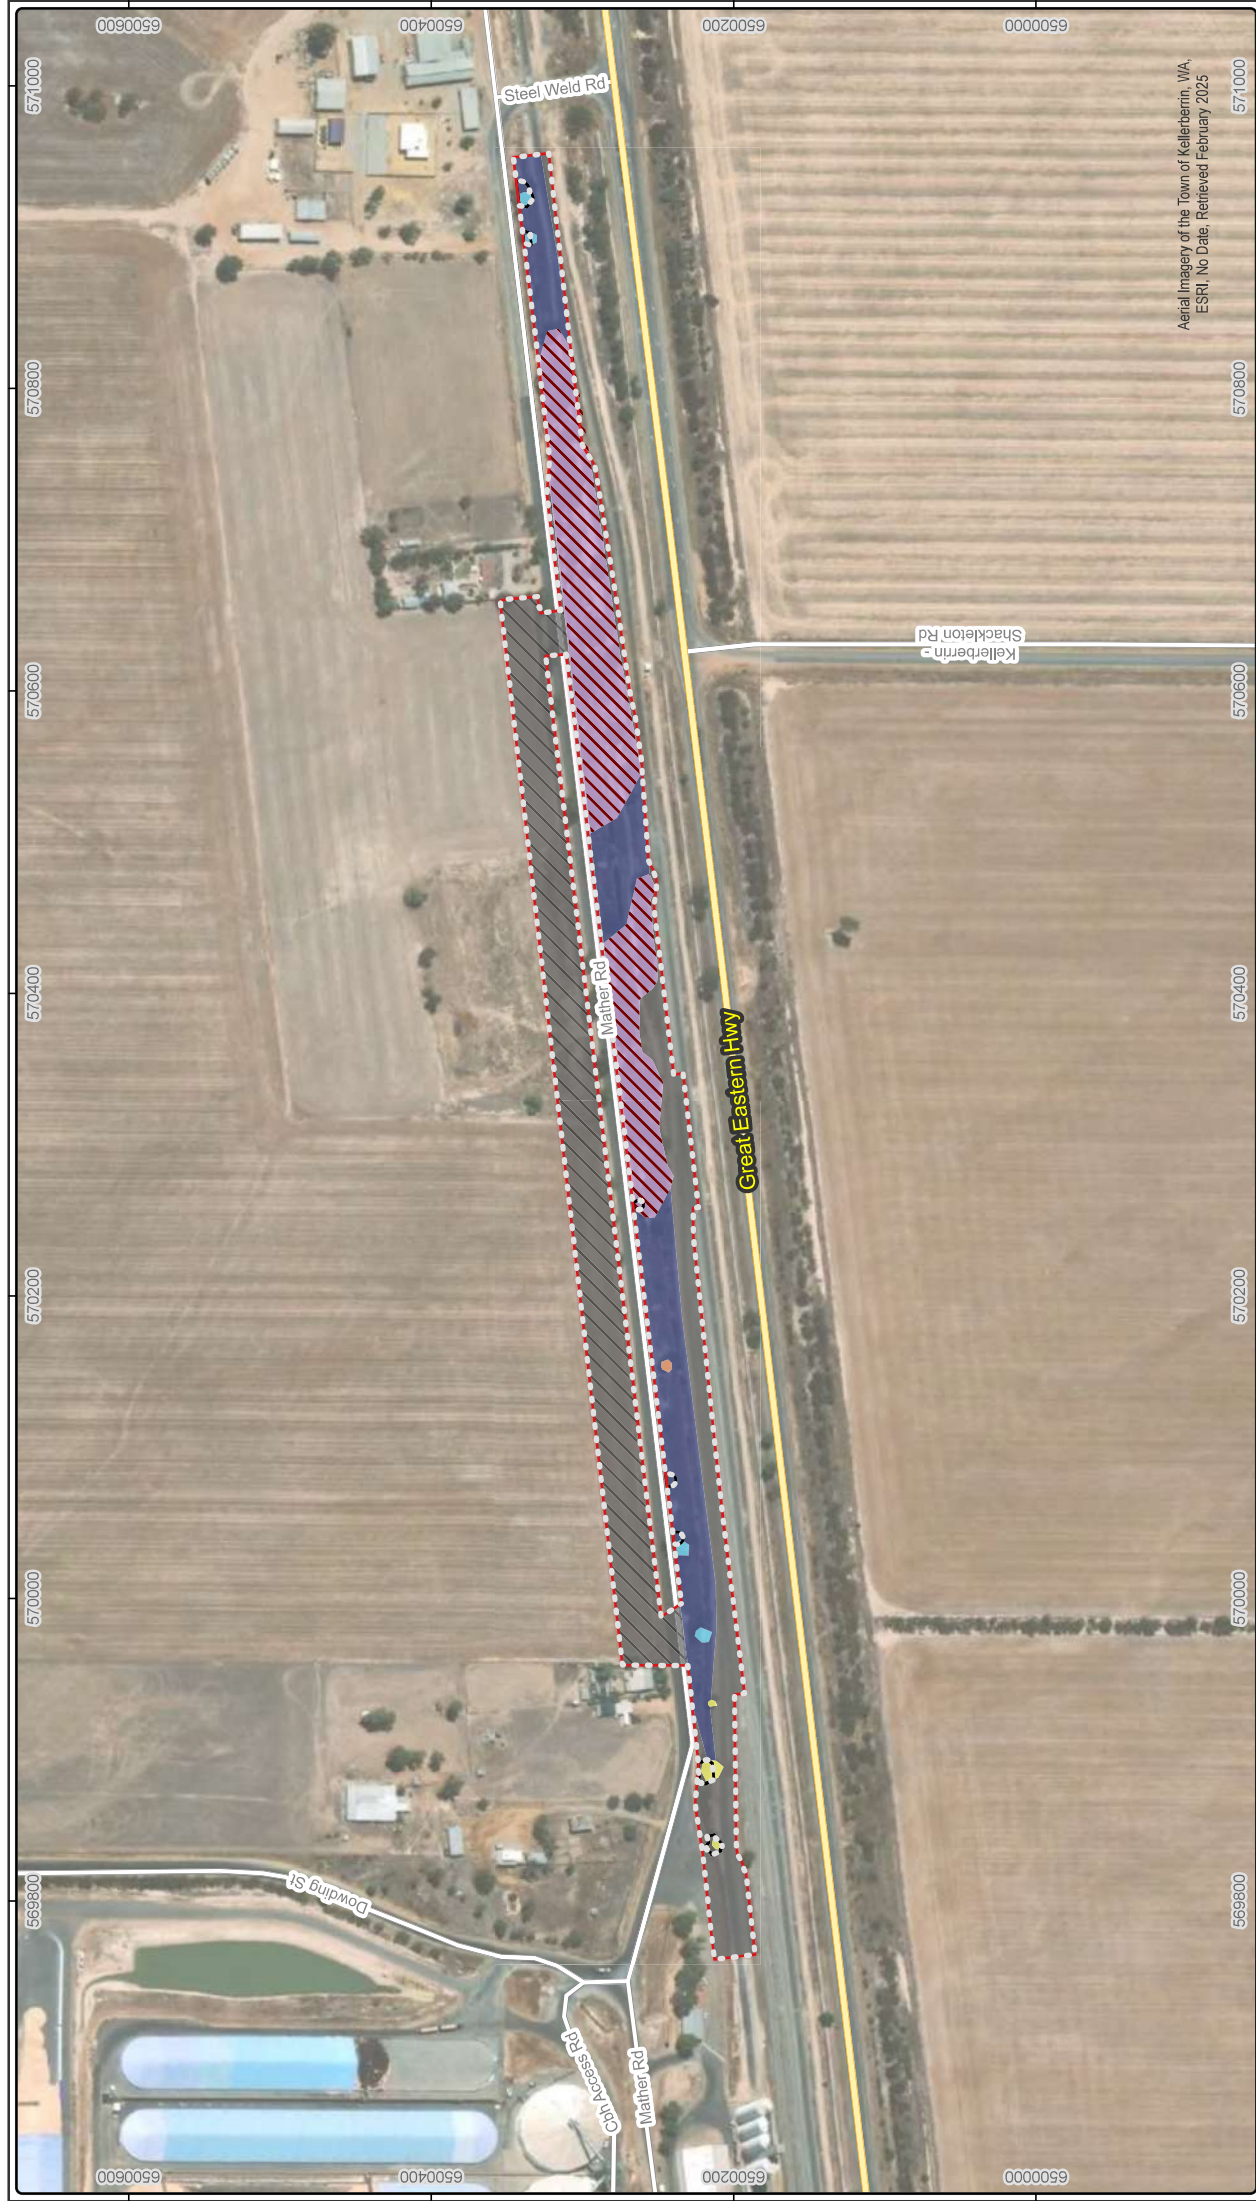 6500600
6500400
6500200
6500000
571000
571000
Steel Weld Rd
Aerial Imagery of the Town of Kellerberrin, WA,
ESRI, No Date, Retrieved February 2025
570800
570800
Kellerberrin -
Shackleton Rd
570600
570600
Mather Rd
570400
570400
Great Eastern Hwy
570200
570200
570000
570000
Dowding St
569800
569800
Cbh Access Rd
Mather Rd
6500600
6500400
6500200
6500000